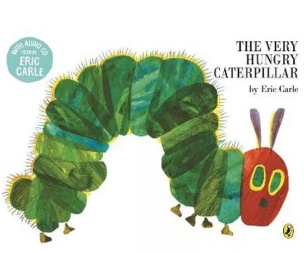 WITH AUDIO CD
READ BY
ERIC
CARLE
THE VERY
HUNGRY
CATERPILLAR
by Eric Carle